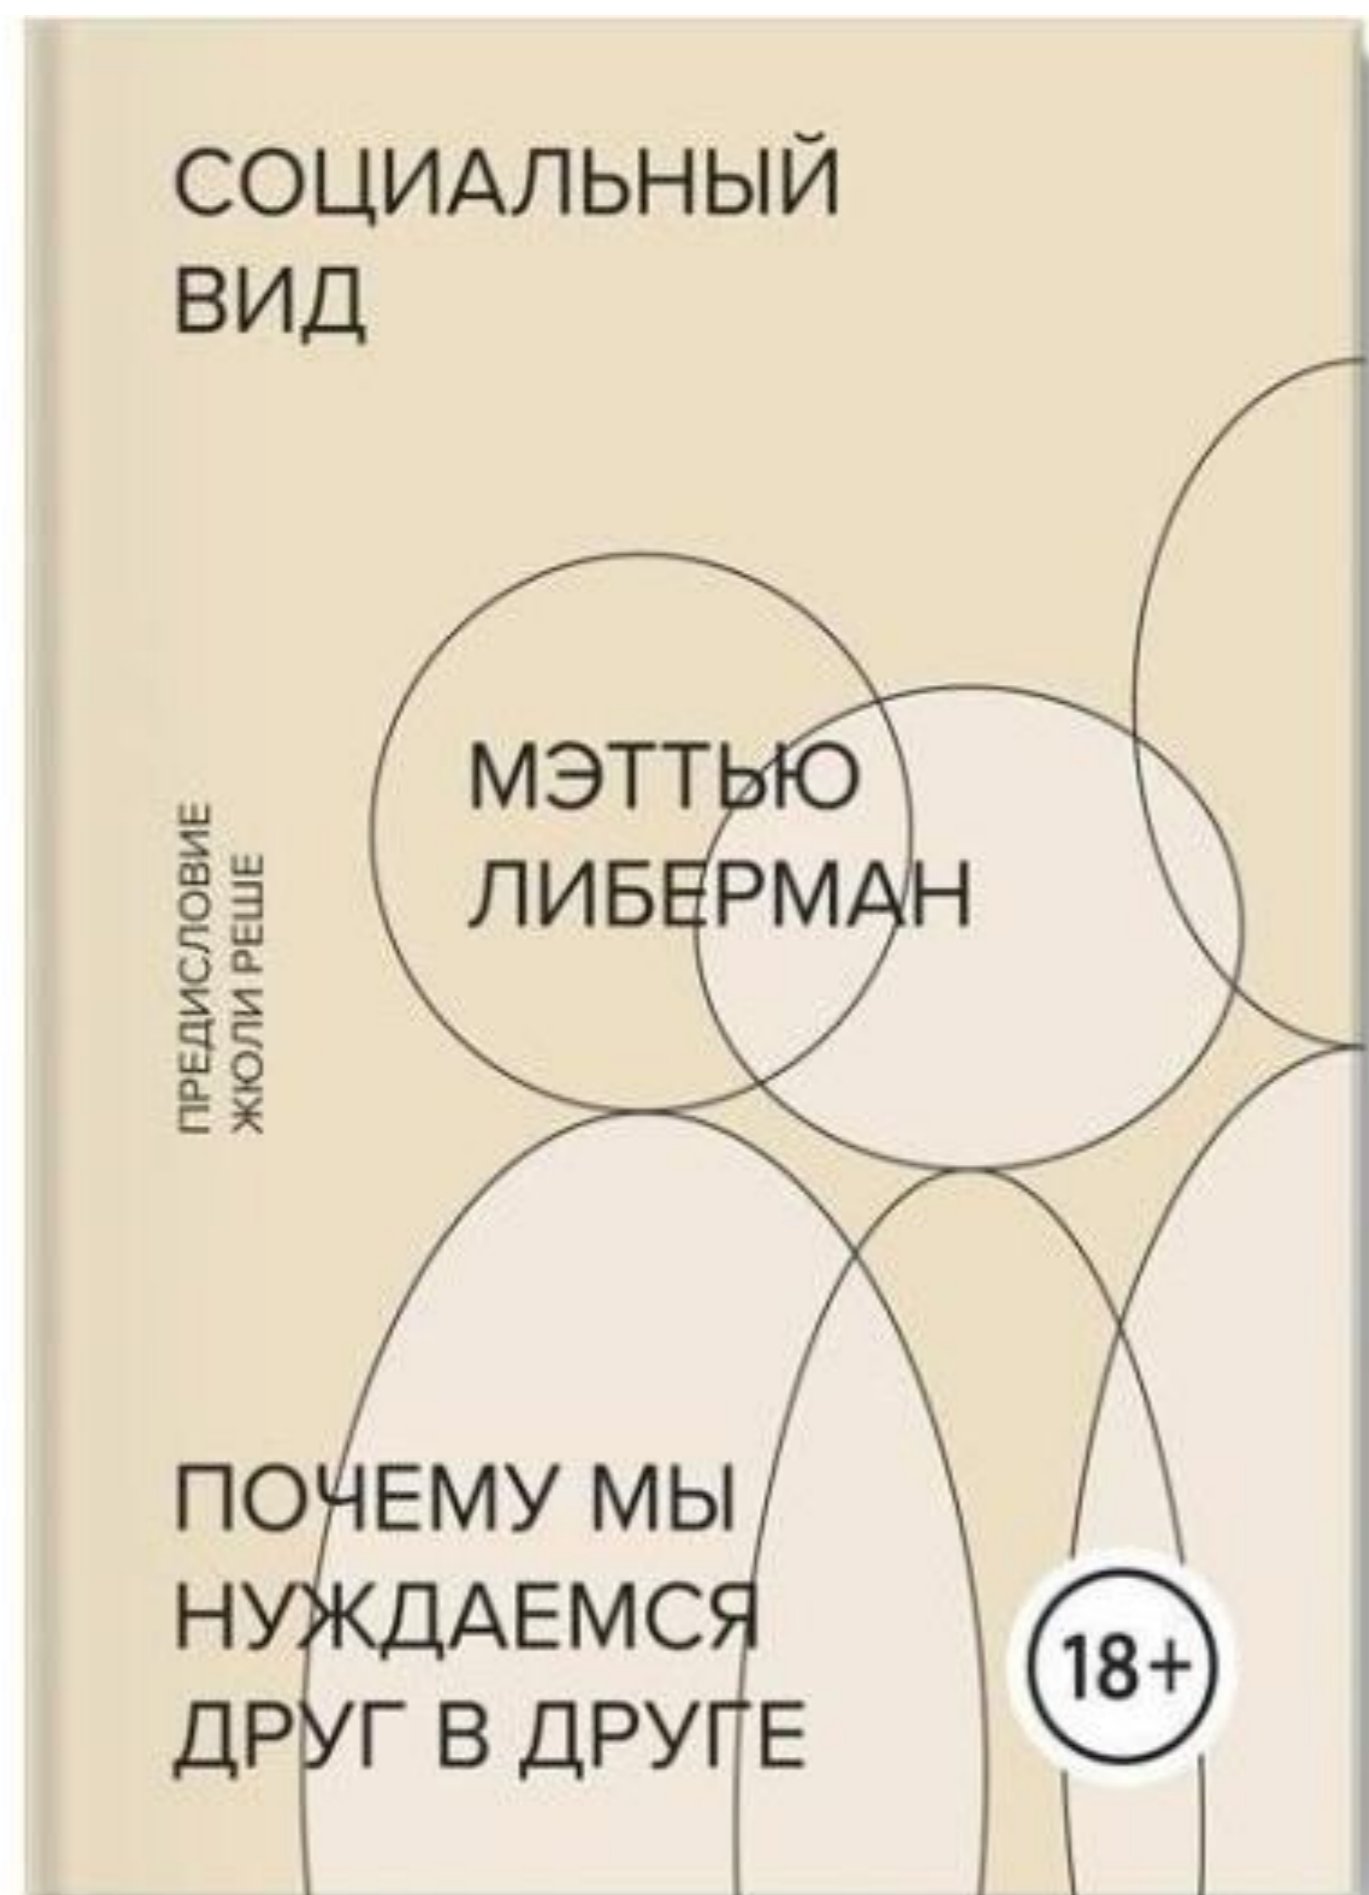 СОЦИАЛЬНЫЙ
ВИД
МЭТТЬЮ
ЛИБЕРМАН
ПРЕДИСЛОВИЕ
ЖЮЛИ РЕШЕ
ПОЧЕМУ МЫ
НУЖДАЕМСЯ
ДРУГ В ДРУГЕ
18+